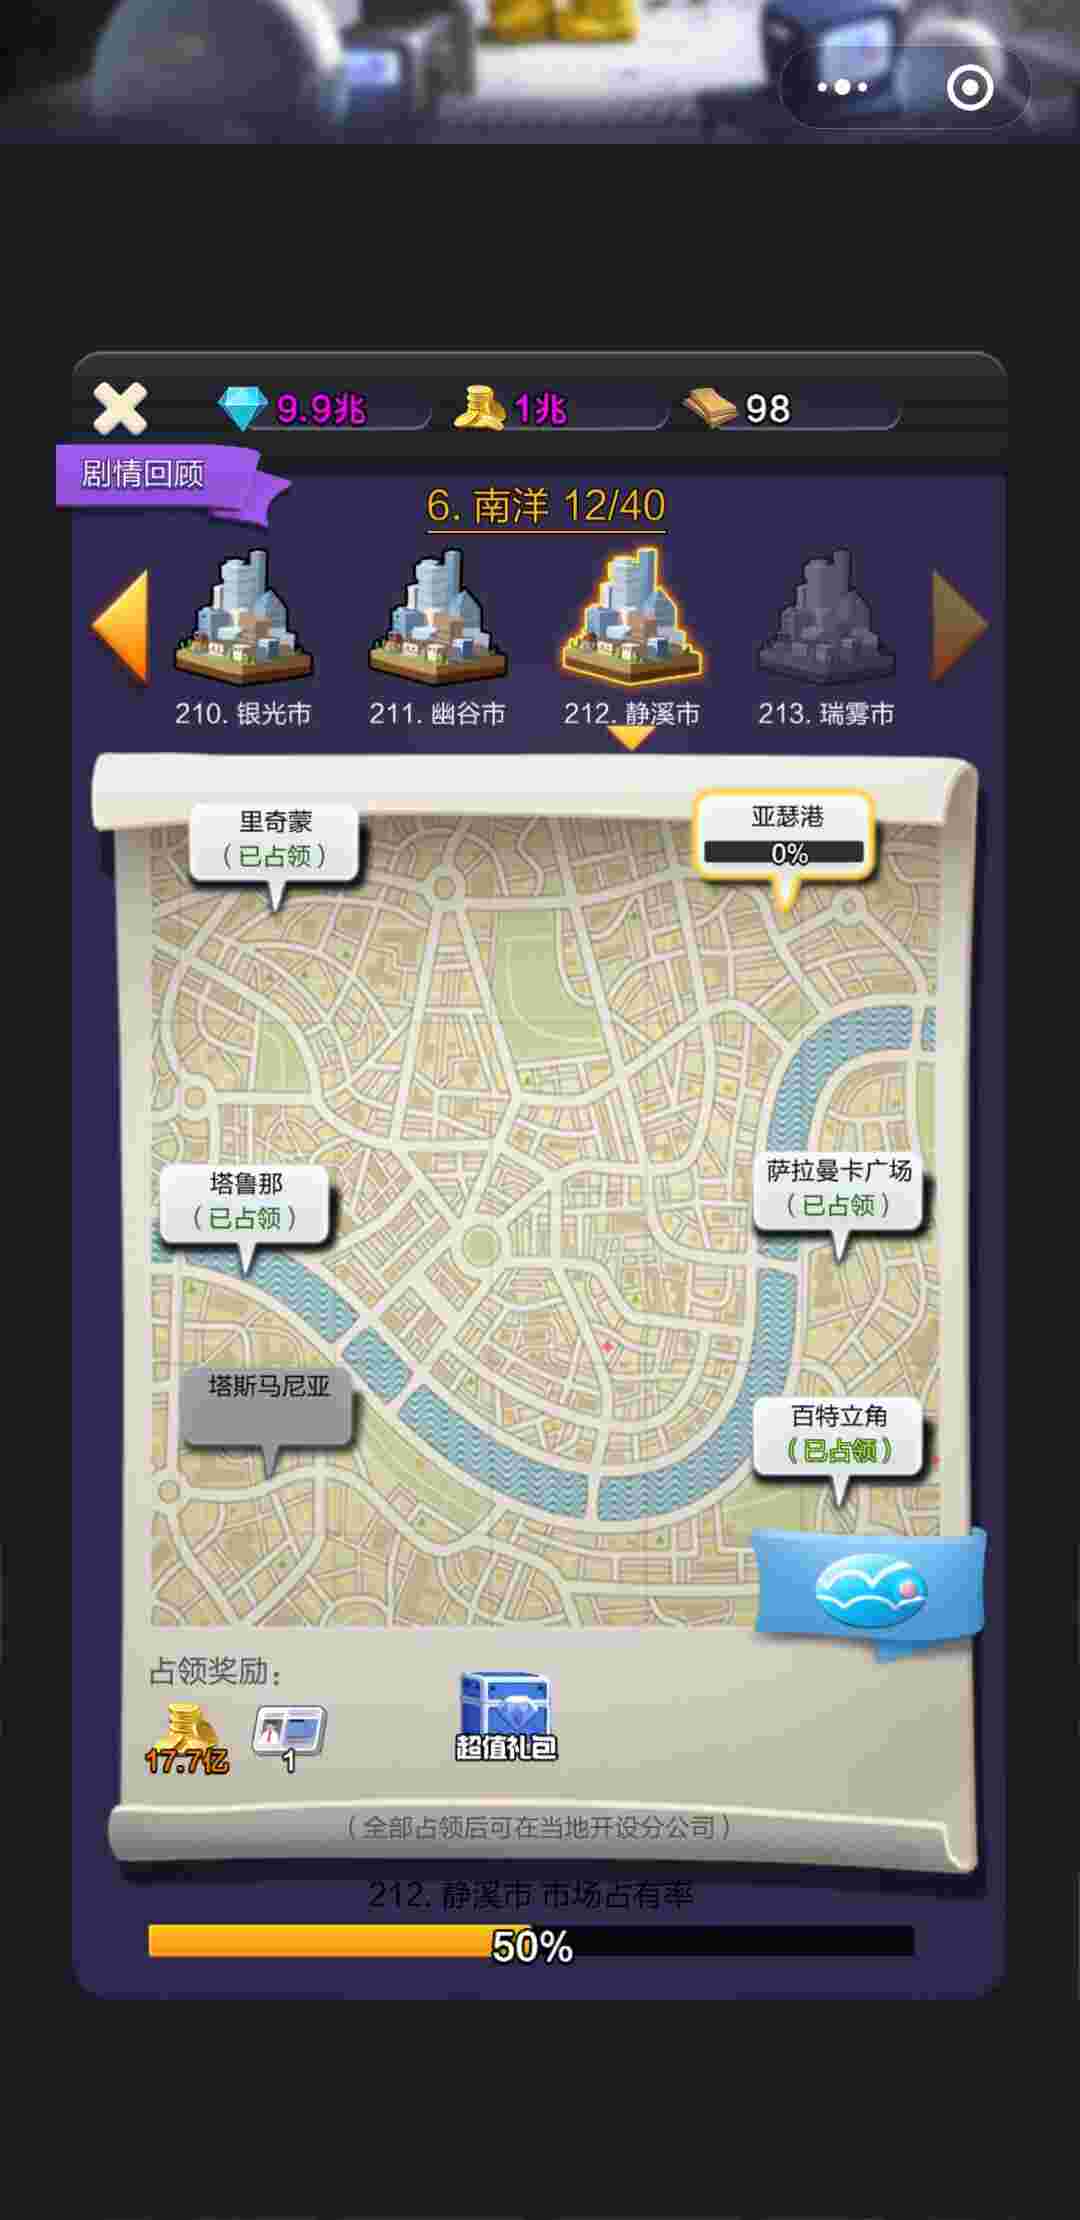 9.9兆
1兆
98
剧情回顾
6. 南洋 12/40
210. 银光市
211. 幽谷市
212. 静溪市
213. 瑞雾市
里奇蒙
（已占领）
亚瑟港
0%
塔鲁那
（已占领）
萨拉曼卡广场
（已占领）
塔斯马尼亚
百特立角
（已占领）
占领奖励：
17.7亿
1
超值礼包
（全部占领后可在当地开设分公司）
212. 静溪市 市场占有率
50%